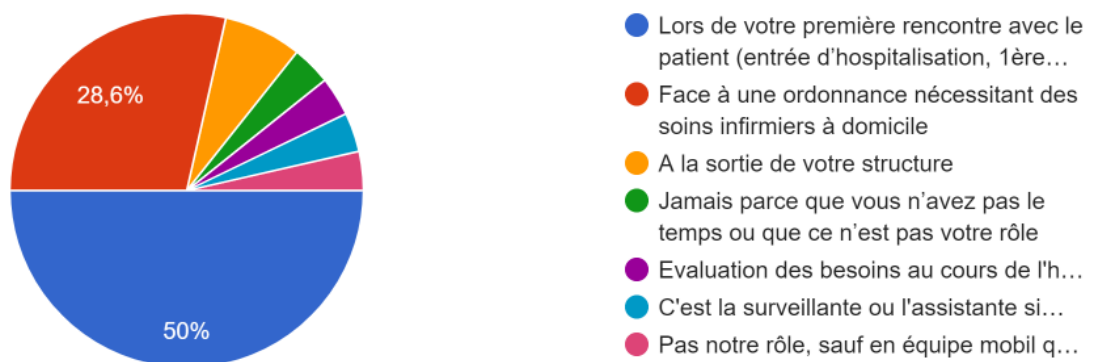 28,6%
50%
Lors de votre première rencontre avec le
patient (entrée d’hospitalisation, 1ère…
Face à une ordonnance nécessitant des
soins infirmiers à domicile
A la sortie de votre structure
Jamais parce que vous n’avez pas le
temps ou que ce n’est pas votre rôle
Evaluation des besoins au cours de l'h…
C'est la surveillante ou l'assistante si…
Pas notre rôle, sauf en équipe mobil q…